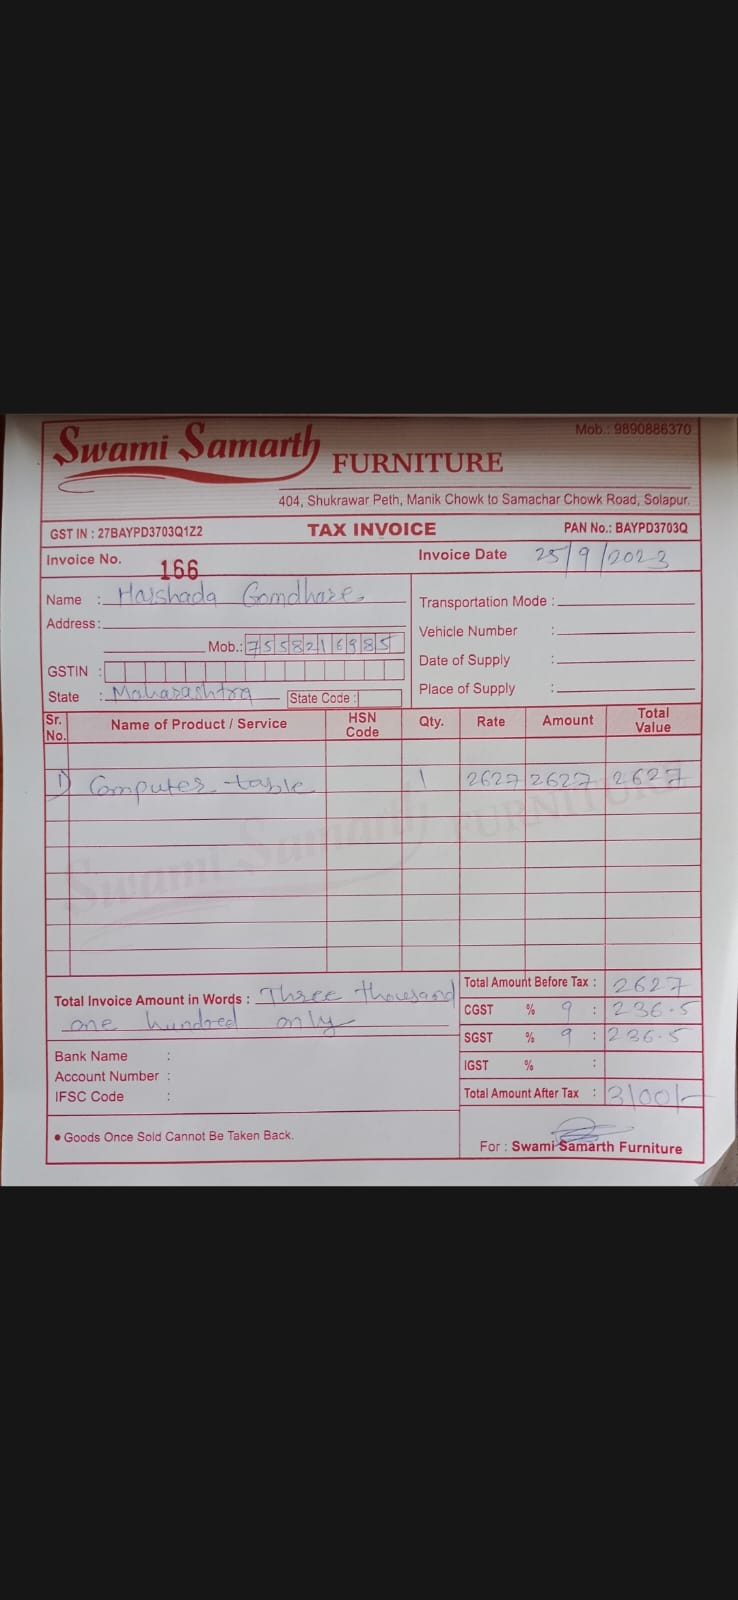 Mob.: 9890886370
Swami Samarth FURNITURE
404, Shukrawar Peth, Manik Chowk to Samachar Chowk Road, Solapur.
GST IN : 27BAYPD3703Q1Z2 TAX INVOICE PAN No.: BAYPD3703Q
Invoice No. 166 Invoice Date 25/9/2023
Name : Harshada Gomdhare.
Address:
Mob.: 7558216985
GSTIN :
State : Maharashtra State Code :
Transportation Mode :
Vehicle Number :
Date of Supply :
Place of Supply :
Sr. No. Name of Product / Service HSN Code Qty. Rate Amount Total Value
1) Computer table 1 2627 2627 2627
Swami Samarth FURNITURE
Total Invoice Amount in Words : Three thousand
one hundred only
Bank Name :
Account Number :
IFSC Code :
Total Amount Before Tax : 2627
CGST % 9 : 236.5
SGST % 9 : 236.5
IGST % :
Total Amount After Tax : 3100/-
• Goods Once Sold Cannot Be Taken Back.
For : Swami Samarth Furniture